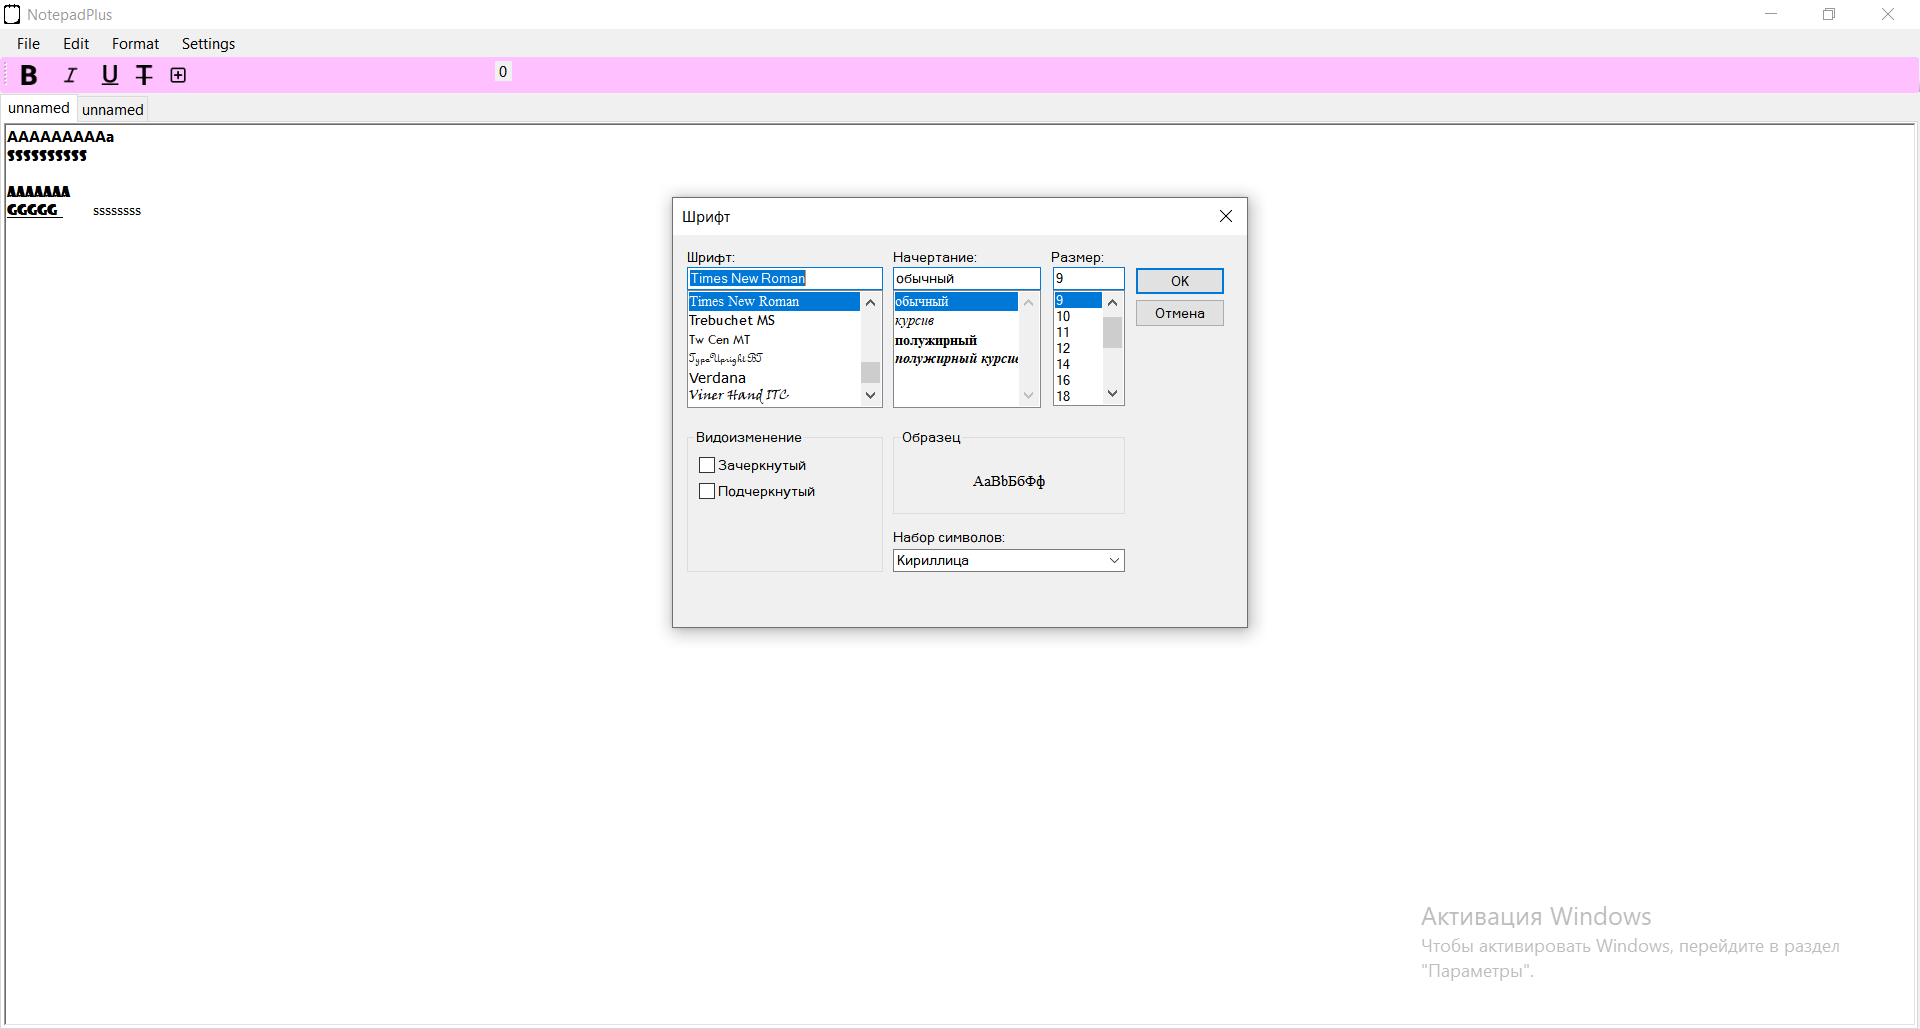 NotepadPlus
File Edit Format Settings
B I U T 0
unnamed unnamed
AAAAAAAAAa
ssssssssss
AAAAAAA
GGGGG ssssssss
Шрифт
Шрифт: Начертание: Размер:
Times New Roman обычный 9 OK
Times New Roman обычный 9
Отмена
Trebuchet MS курсив 10
Tw Cen MT полужирный 11
TypeUpright BT полужирный курсив 12
Verdana 14
Viner Hand ITC 16
18
Видоизменение Образец
Зачеркнутый
АаВbБбФф
Подчеркнутый
Набор символов:
Кириллица
Активация Windows
Чтобы активировать Windows, перейдите в раздел
"Параметры".